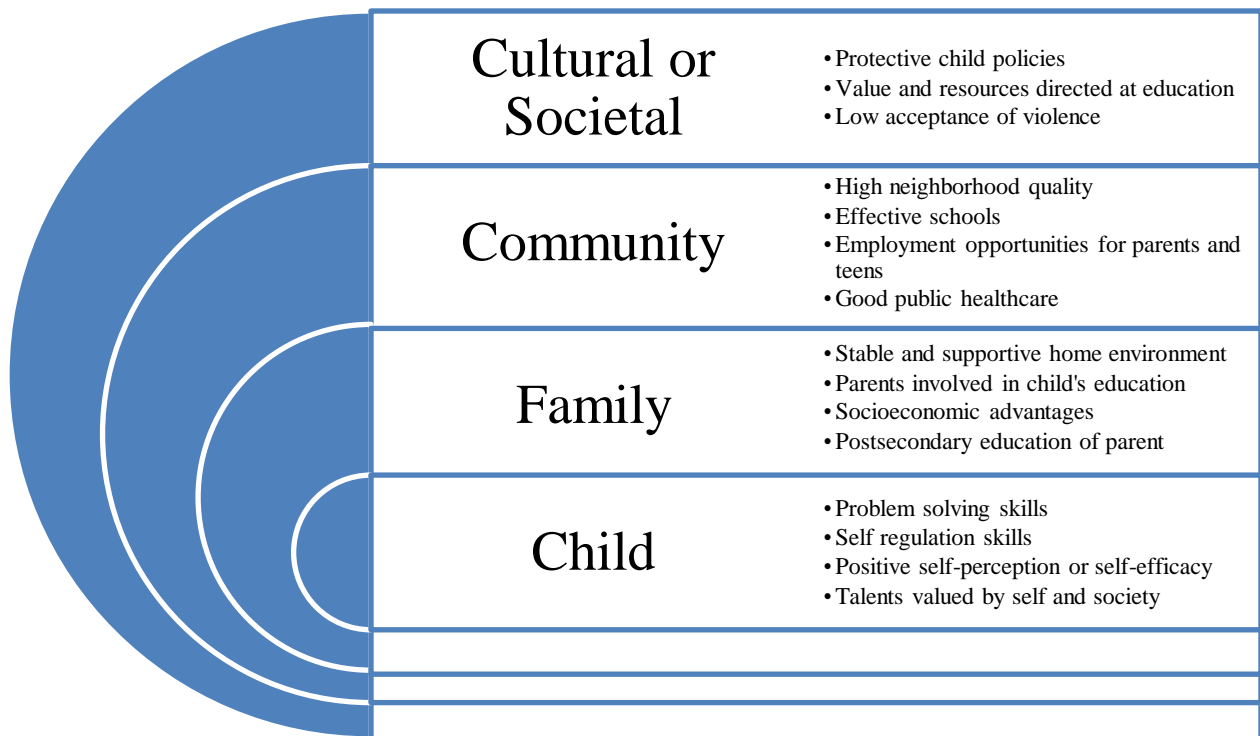 Cultural or
Societal
•Protective child policies
•Value and resources directed at education
•Low acceptance of violence
Community
•High neighborhood quality
•Effective schools
•Employment opportunities for parents and
teens
•Good public healthcare
Family
•Stable and supportive home environment
•Parents involved in child's education
•Socioeconomic advantages
•Postsecondary education of parent
Child
•Problem solving skills
•Self regulation skills
•Positive self-perception or self-efficacy
•Talents valued by self and society